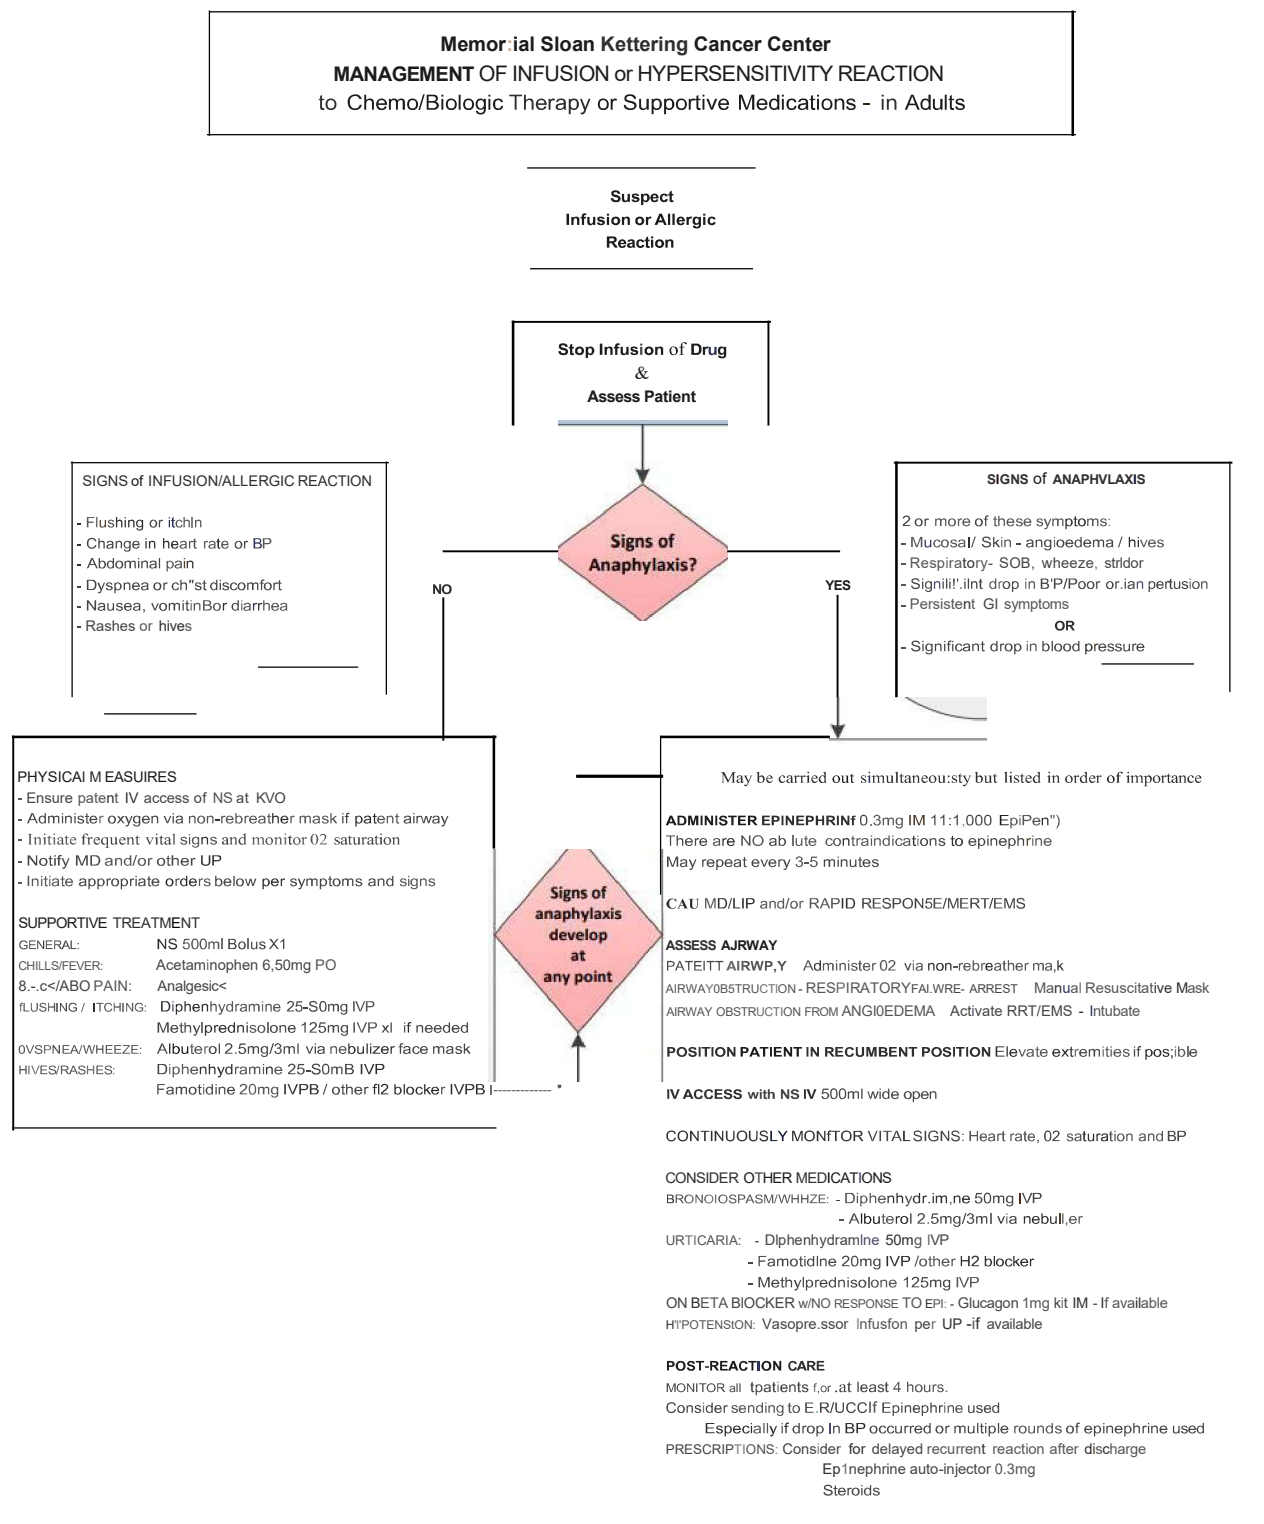 Memor:ial Sloan Kettering Cancer Center
MANAGEMENT OF INFUSION or HYPERSENSITIVITY REACTION
to Chemo/Biologic Therapy or Supportive Medications - in Adults
Suspect
Infusion or Allergic
Reaction
Stop Infusion of Drug
&
Assess Patient
SIGNS of INFUSION/ALLERGIC REACTION
- Flushing or itchIn
- Change in heart rate or BP
- Abdominal pain
- Dyspnea or ch"st discomfort
- Nausea, vomitinBor diarrhea
- Rashes or hives
Signs of
Anaphylaxis?
NO
YES
SIGNS of ANAPHVLAXIS
2 or more of these symptoms:
- Mucosal/ Skin - angioedema / hives
- Respiratory- SOB, wheeze, strldor
- Signili!'.ilnt drop in B'P/Poor or.ian pertusion
- Persistent GI symptoms
OR
- Significant drop in blood pressure
PHYSICAI M EASUIRES
- Ensure patent IV access of NS at KVO
- Administer oxygen via non-rebreather mask if patent airway
- Initiate frequent vital signs and monitor 02 saturation
- Notify MD and/or other UP
- Initiate appropriate orders below per symptoms and signs
SUPPORTIVE TREATMENT
GENERAL: NS 500ml Bolus X1
CHILLS/FEVER: Acetaminophen 6,50mg PO
8.-.c</ABO PAIN: Analgesic<
fLUSHING / ITCHING: Diphenhydramine 25-S0mg IVP
Methylprednisolone 125mg IVP xl if needed
0VSPNEA/WHEEZE: Albuterol 2.5mg/3ml via nebulizer face mask
HIVES/RASHES: Diphenhydramine 25-S0mB IVP
Famotidine 20mg IVPB / other fl2 blocker IVPB I------------- *
Signs of
anaphylaxis
develop
at
any point
May be carried out simultaneou:sty but listed in order of importance
ADMINISTER EPINEPHRINf 0.3mg IM 11:1,000 EpiPen")
There are NO ab lute contraindications to epinephrine
May repeat every 3-5 minutes
CAU MD/LIP and/or RAPID RESPON5E/MERT/EMS
ASSESS AJRWAY
PATEITT AIRWP,Y Administer 02 via non-rebreather ma,k
AIRWAY0B5TRUCTION - RESPIRATORYFAI.WRE- ARREST Manual Resuscitative Mask
AIRWAY OBSTRUCTION FROM ANGI0EDEMA Activate RRT/EMS - Intubate
POSITION PATIENT IN RECUMBENT POSITION Elevate extremities if pos;ible
IV ACCESS with NS IV 500ml wide open
CONTINUOUSLY MONfTOR VITAL SIGNS: Heart rate, 02 saturation and BP
CONSIDER OTHER MEDICATIONS
BRONOIOSPASM/WHHZE: - Diphenhydr.im,ne 50mg IVP
- Albuterol 2.5mg/3ml via nebull,er
URTICARIA: - Dlphenhydramlne 50mg IVP
- Famotidlne 20mg IVP /other H2 blocker
- Methylprednisolone 125mg IVP
ON BETA BIOCKER w/NO RESPONSE TO EPI: - Glucagon 1mg kit IM - If available
H'I'POTENStON: Vasopre.ssor Infusfon per UP -if available
POST-REACTION CARE
MONITOR all tpatients f,or .at least 4 hours.
Consider sending to E.R/UCCIf Epinephrine used
Especially if drop In BP occurred or multiple rounds of epinephrine used
PRESCRIPTIONS: Consider for delayed recurrent reaction after discharge
Ep1nephrine auto-injector 0.3mg
Steroids